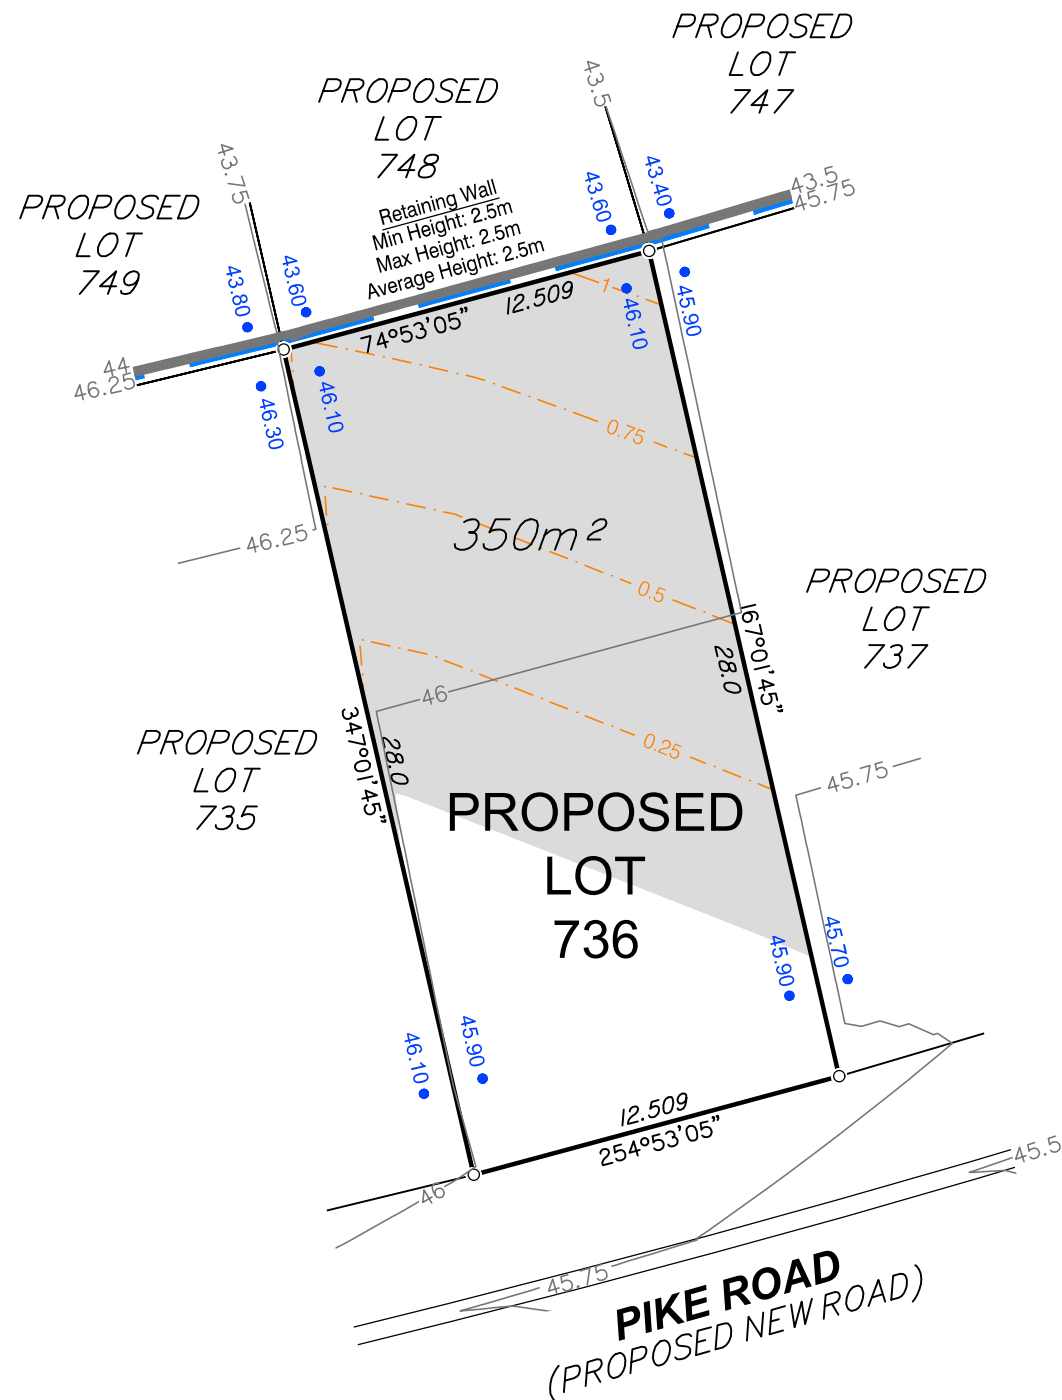 PROPOSED
LOT
747
PROPOSED
LOT
748
43.5
43.75
PROPOSED
LOT
749
Retaining Wall
Min Height: 2.5m
Max Height: 2.5m
Average Height: 2.5m
43.60
43.40
43.5
45.75
43.80
43.60
44
46.25
12.509
74°53'05"
1
46.10
45.90
46.30
46.10
0.75
46.25
350m²
0.5
PROPOSED
LOT
737
167°01'45"
28.0
46
PROPOSED
LOT
735
347°01'45"
28.0
0.25
45.75
PROPOSED
LOT
736
45.90
45.70
46.10
45.90
12.509
254°53'05"
46
45.5
45.75
PIKE ROAD
(PROPOSED NEW ROAD)